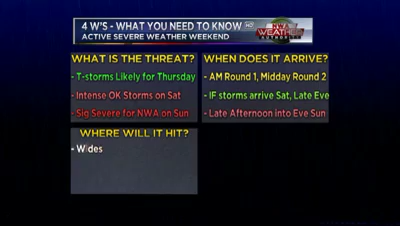 4 W'S - WHAT YOU NEED TO KNOW
ACTIVE SEVERE WEATHER WEEKEND
NWA
WEATHER
AUTHORITY
WHAT IS THE THREAT?
- T-storms Likely for Thursday
- Intense OK Storms on Sat
- Sig Severe for NWA on Sun
WHEN DOES IT ARRIVE?
- AM Round 1, Midday Round 2
- IF storms arrive Sat, Late Eve
- Late Afternoon into Eve Sun
WHERE WILL IT HIT?
- Wides